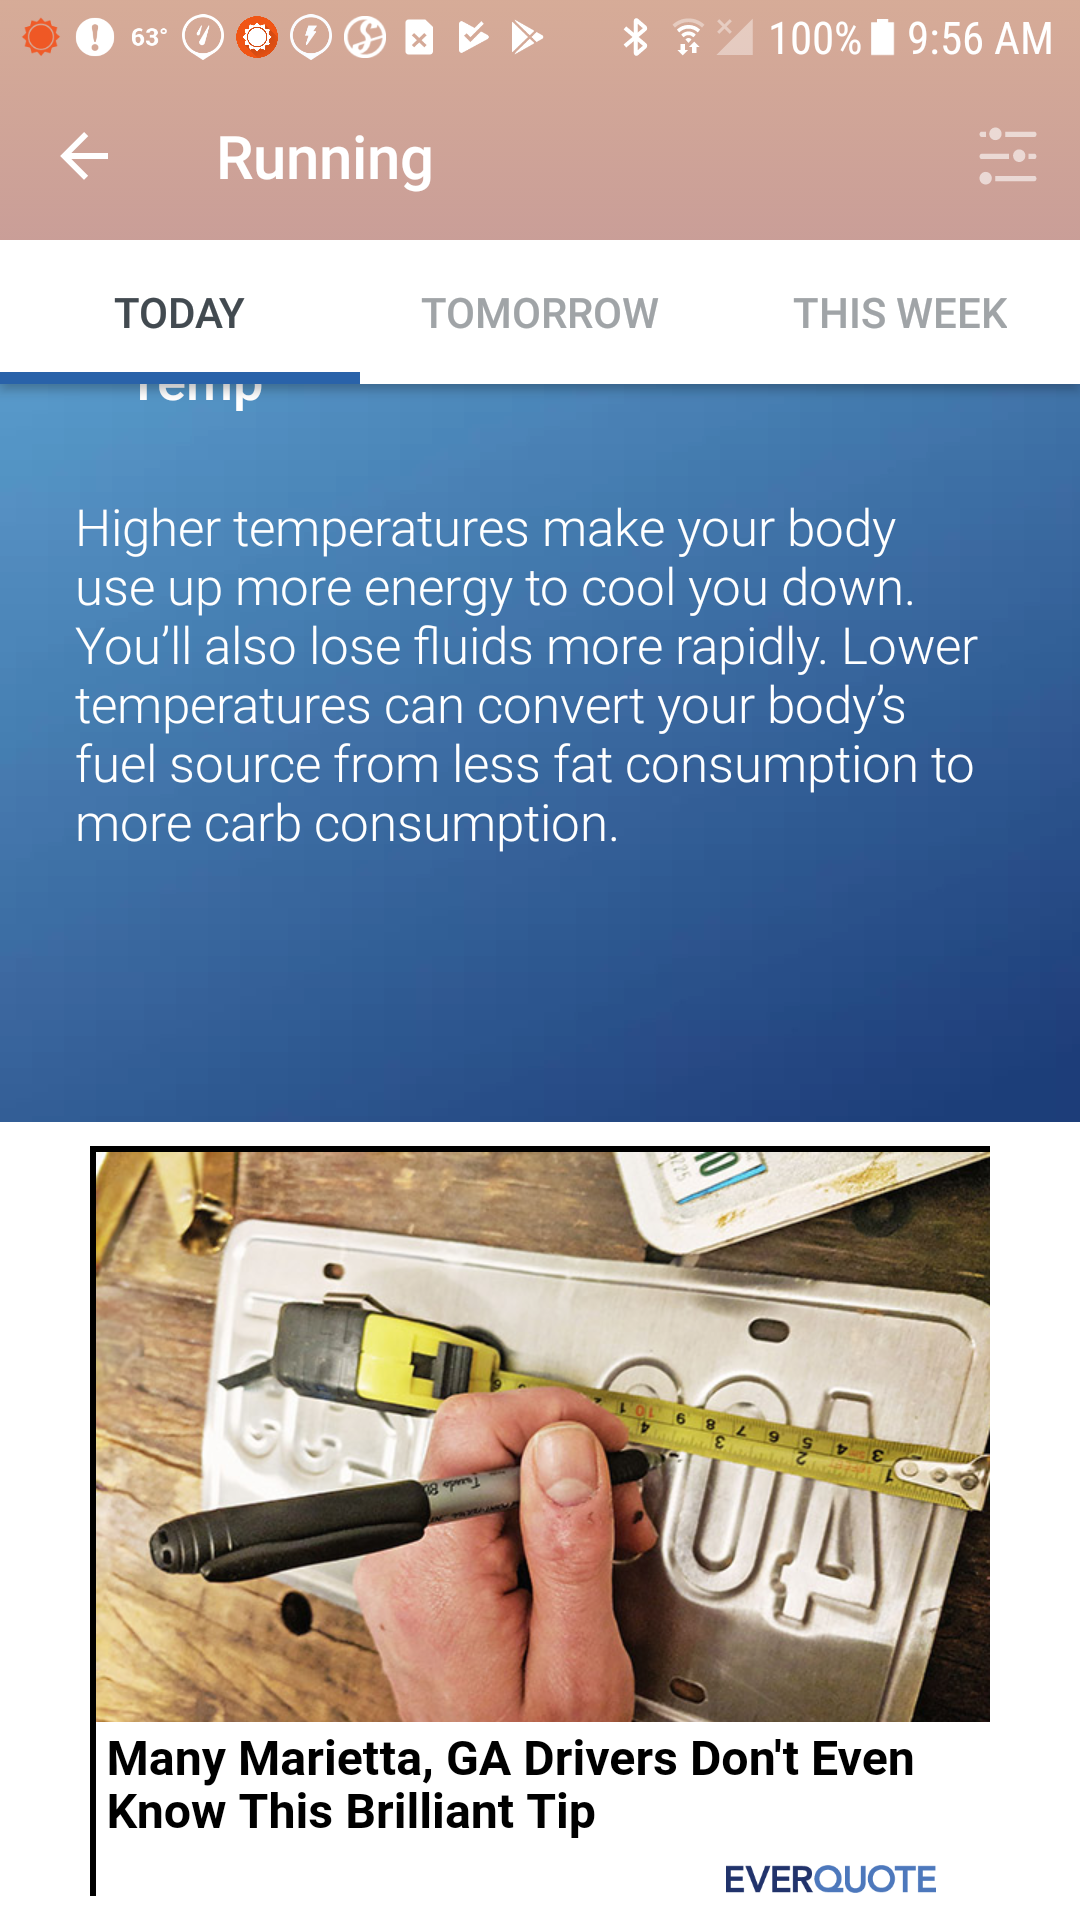 63° 100% 9:56 AM
Running
TODAY TOMORROW THIS WEEK
Temp
Higher temperatures make your body
use up more energy to cool you down.
You’ll also lose fluids more rapidly. Lower
temperatures can convert your body’s
fuel source from less fat consumption to
more carb consumption.
Many Marietta, GA Drivers Don't Even
Know This Brilliant Tip
EVERQUOTE